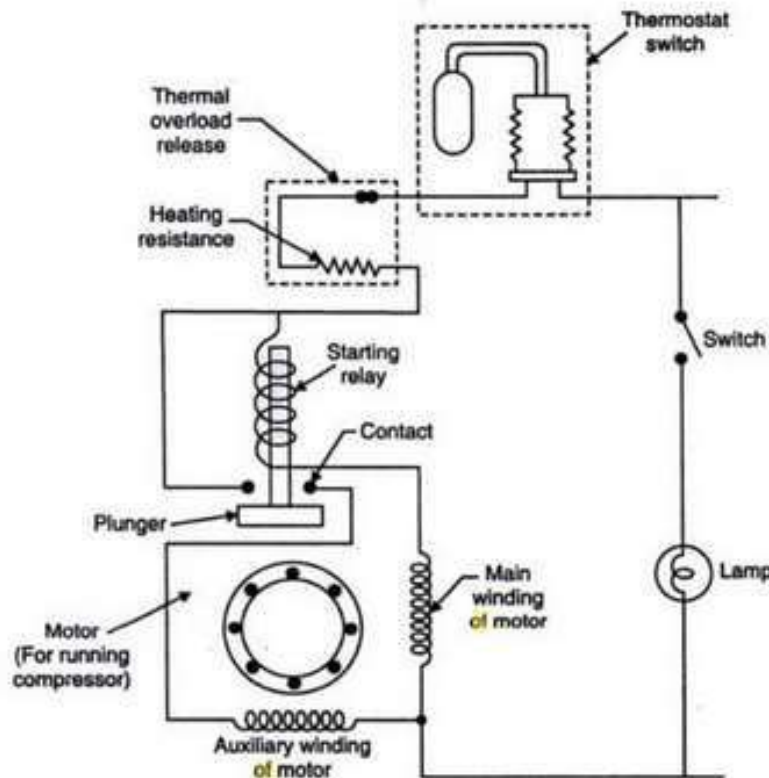 Thermostat
switch
Thermal
overload
release
Heating
resistance
Switch
Starting
relay
Contact
Plunger
Lamp
Main
winding
of motor
Motor
(For running
compressor)
Auxiliary winding
of motor